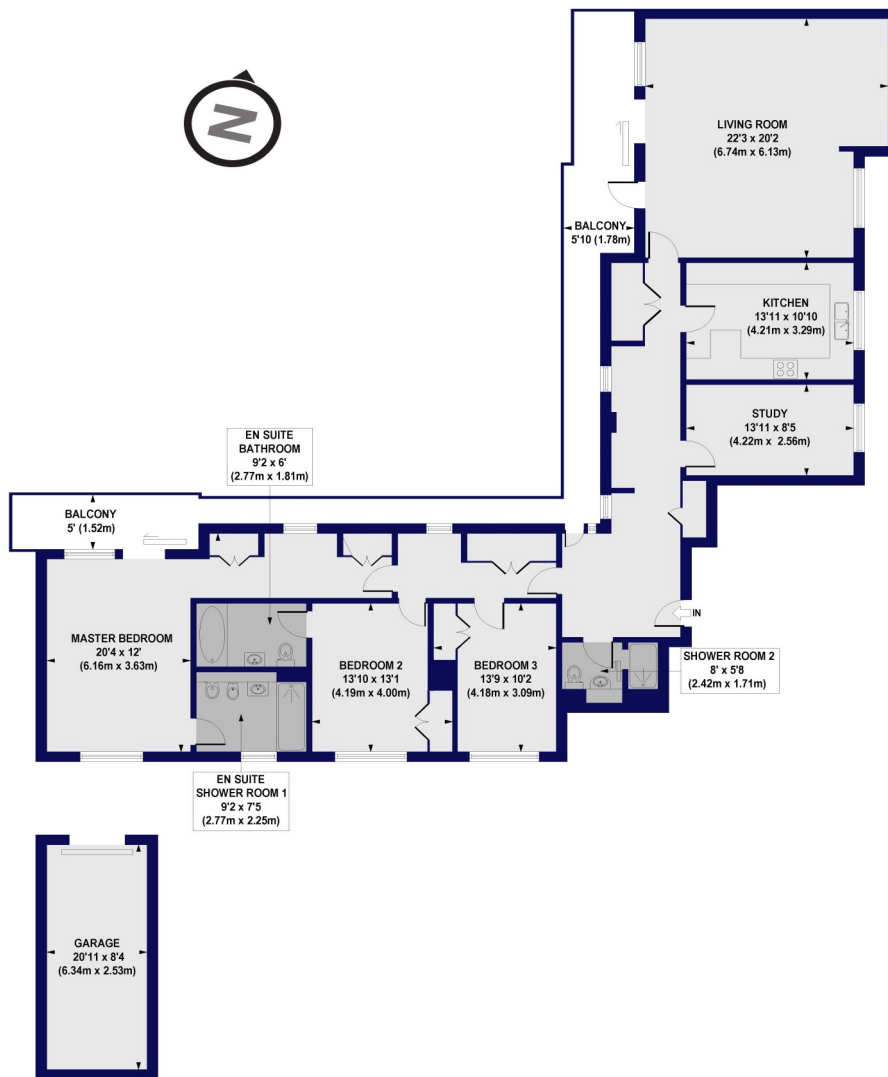 N
LIVING ROOM
22'3 x 20'2
(6.74m x 6.13m)
BALCONY
5'10 (1.78m)
KITCHEN
13'11 x 10'10
(4.21m x 3.29m)
STUDY
13'11 x 8'5
(4.22m x 2.56m)
EN SUITE
BATHROOM
9'2 x 6'
(2.77m x 1.81m)
BALCONY
5' (1.52m)
IN
MASTER BEDROOM
20'4 x 12'
(6.16m x 3.63m)
BEDROOM 2
13'10 x 13'1
(4.19m x 4.00m)
BEDROOM 3
13'9 x 10'2
(4.18m x 3.09m)
SHOWER ROOM 2
8' x 5'8
(2.42m x 1.71m)
EN SUITE
SHOWER ROOM 1
9'2 x 7'5
(2.77m x 2.25m)
GARAGE
20'11 x 8'4
(6.34m x 2.53m)